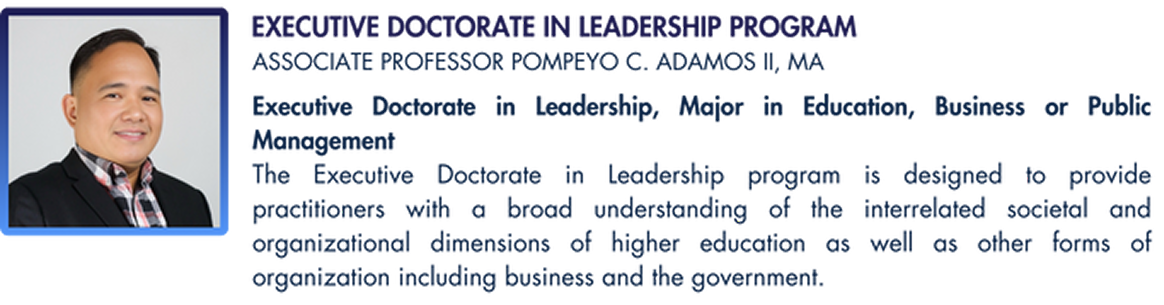 EXECUTIVE DOCTORATE IN LEADERSHIP PROGRAM
ASSOCIATE PROFESSOR POMPEYO C. ADAMOS II, MA
Executive Doctorate in Leadership, Major in Education, Business or Public
Management
The Executive Doctorate in Leadership program is designed to provide
practitioners with a broad understanding of the interrelated societal and
organizational dimensions of higher education as well as other forms of
organization including business and the government.